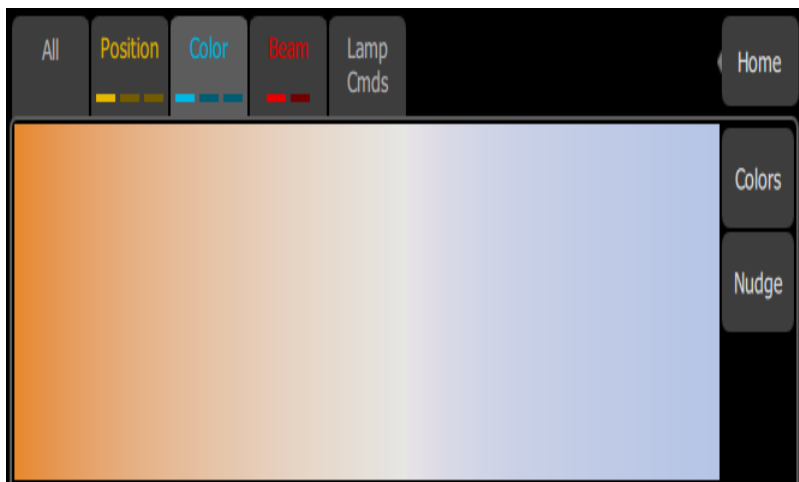 All
Position
Color
Beam
Lamp
Cmds
Home
Colors
Nudge